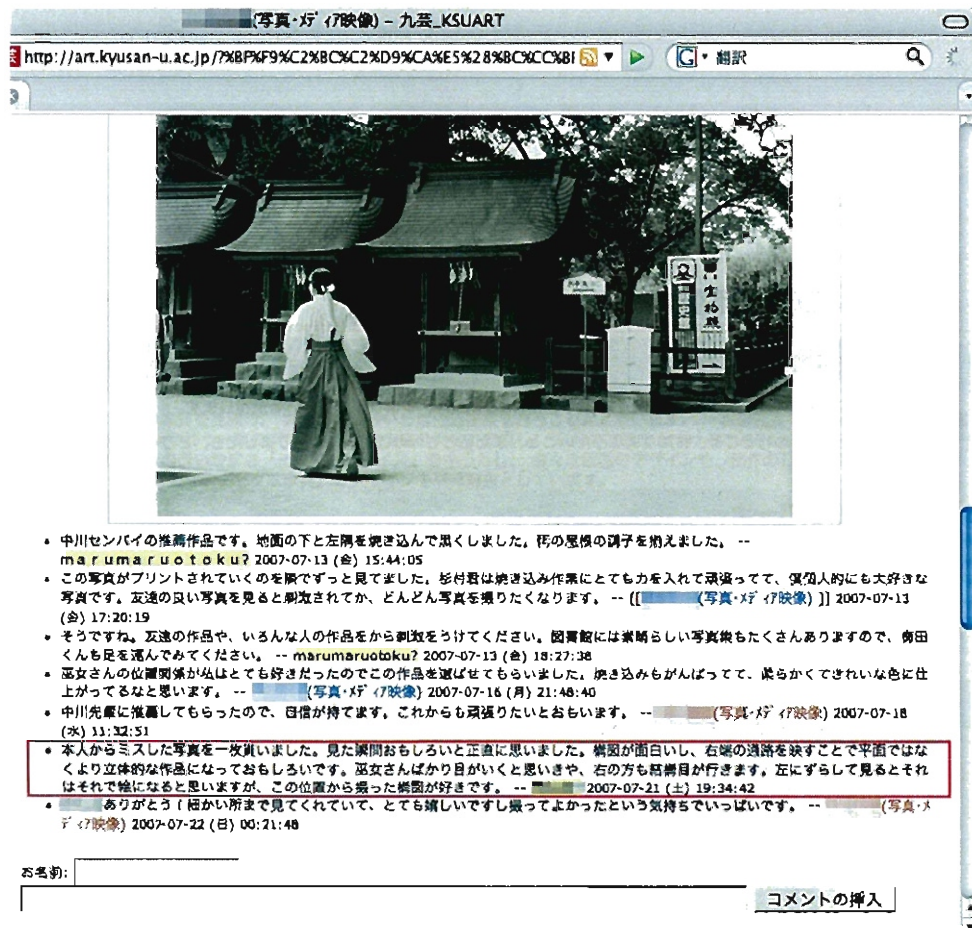 (写真・メディア映像) – 九芸_KSUART
http://art.kyusan-u.ac.jp/?%BF%F9%C2%BC%C2%D9%CA%E5%28%BC%CC%BI
G 翻訳
宝物殿
中川センパイの推薦作品です。地面の下と左隅を焼き込んで黒くしました。祠の屋根の調子を揃えました。 --
marumaruotoku? 2007-07-13 (金) 15:44:05
この写真がプリントされていくのを隣でずっと見てました。杉村君は焼き込み作業にとても力を入れて頑張ってて、僕個人的にも大好きな
写真です。友達の良い写真を見ると刺激されてか、どんどん写真を撮りたくなります。 -- [[ (写真・メディア映像) ]] 2007-07-13
(金) 17:20:19
そうですね。友達の作品や、いろんな人の作品をから刺激をうけてください。図書館には素晴らしい写真集もたくさんありますので、梅田
くんも足を運んでみてください。 -- marumaruotoku? 2007-07-13 (金) 18:27:38
巫女さんの位置関係が私はとても好きだったのでこの作品を選ばせてもらいました。焼き込みもがんばってて、柔らかくてきれいな色に仕
上がってるなと思います。 -- (写真・メディア映像) 2007-07-16 (月) 21:48:40
中川先輩に推薦してもらったので、自信が持てます。これからも頑張りたいとおもいます。 -- (写真・メディア映像) 2007-07-18
(水) 11:32:51
本人からミスした写真を一枚貰いました。見た瞬間おもしろいと正直に思いました。構図が面白いし、右端の通路を映すことで平面ではな
くより立体的な作品になっておもしろいです。巫女さんばかり目がいくと思いきや、右の方も結構目が行きます。左にずらして見るとそれ
はそれで絵になると思いますが、この位置から撮った構図が好きです。 -- 2007-07-21 (土) 19:34:42
ありがとう！細かい所まで見てくれていて、とても嬉しいですし撮ってよかったという気持ちでいっぱいです。 -- (写真・メ
ディア映像) 2007-07-22 (日) 00:21:48
お名前:
コメントの挿入